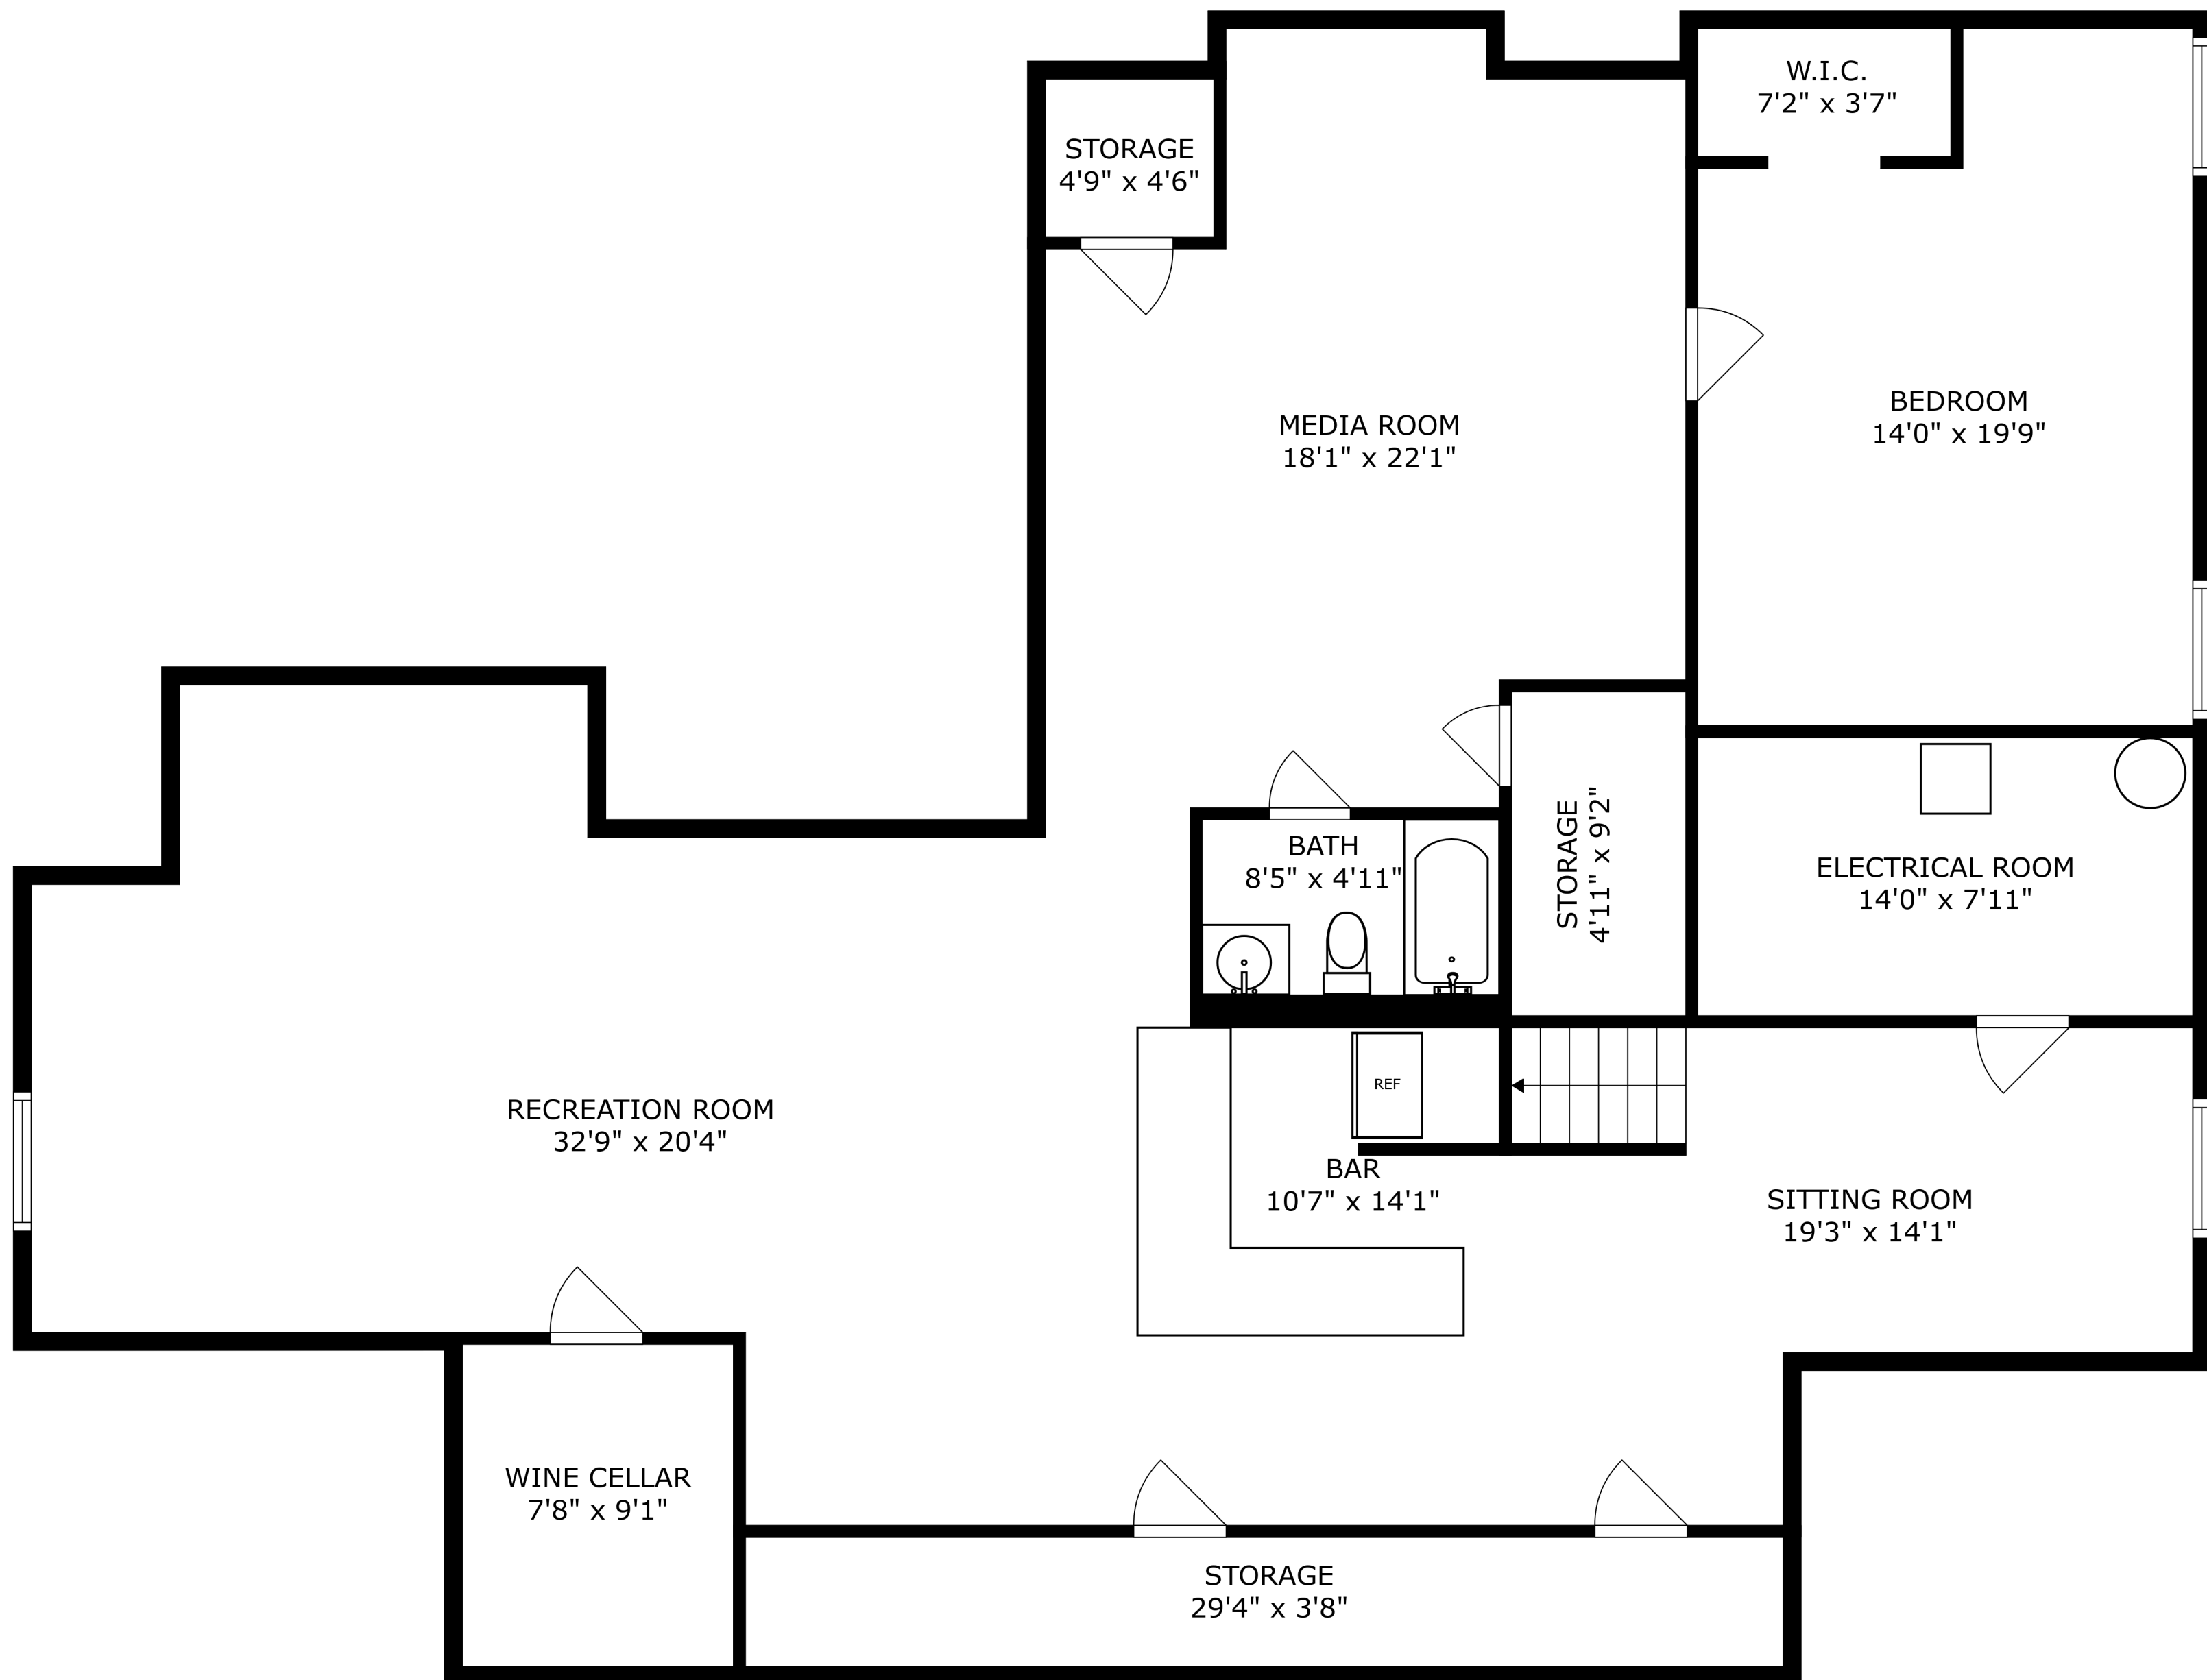 W.I.C.
7'2" x 3'7"
STORAGE
4'9" x 4'6"
BEDROOM
14'0" x 19'9"
MEDIA ROOM
18'1" x 22'1"
STORAGE
4'11" x 9'2"
BATH
8'5" x 4'11"
ELECTRICAL ROOM
14'0" x 7'11"
REF
RECREATION ROOM
32'9" x 20'4"
BAR
10'7" x 14'1"
SITTING ROOM
19'3" x 14'1"
WINE CELLAR
7'8" x 9'1"
STORAGE
29'4" x 3'8"